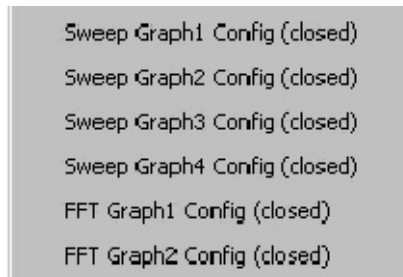 Sweep Graph1 Config (closed)
Sweep Graph2 Config (closed)
Sweep Graph3 Config (closed)
Sweep Graph4 Config (closed)
FFT Graph1 Config (closed)
FFT Graph2 Config (closed)